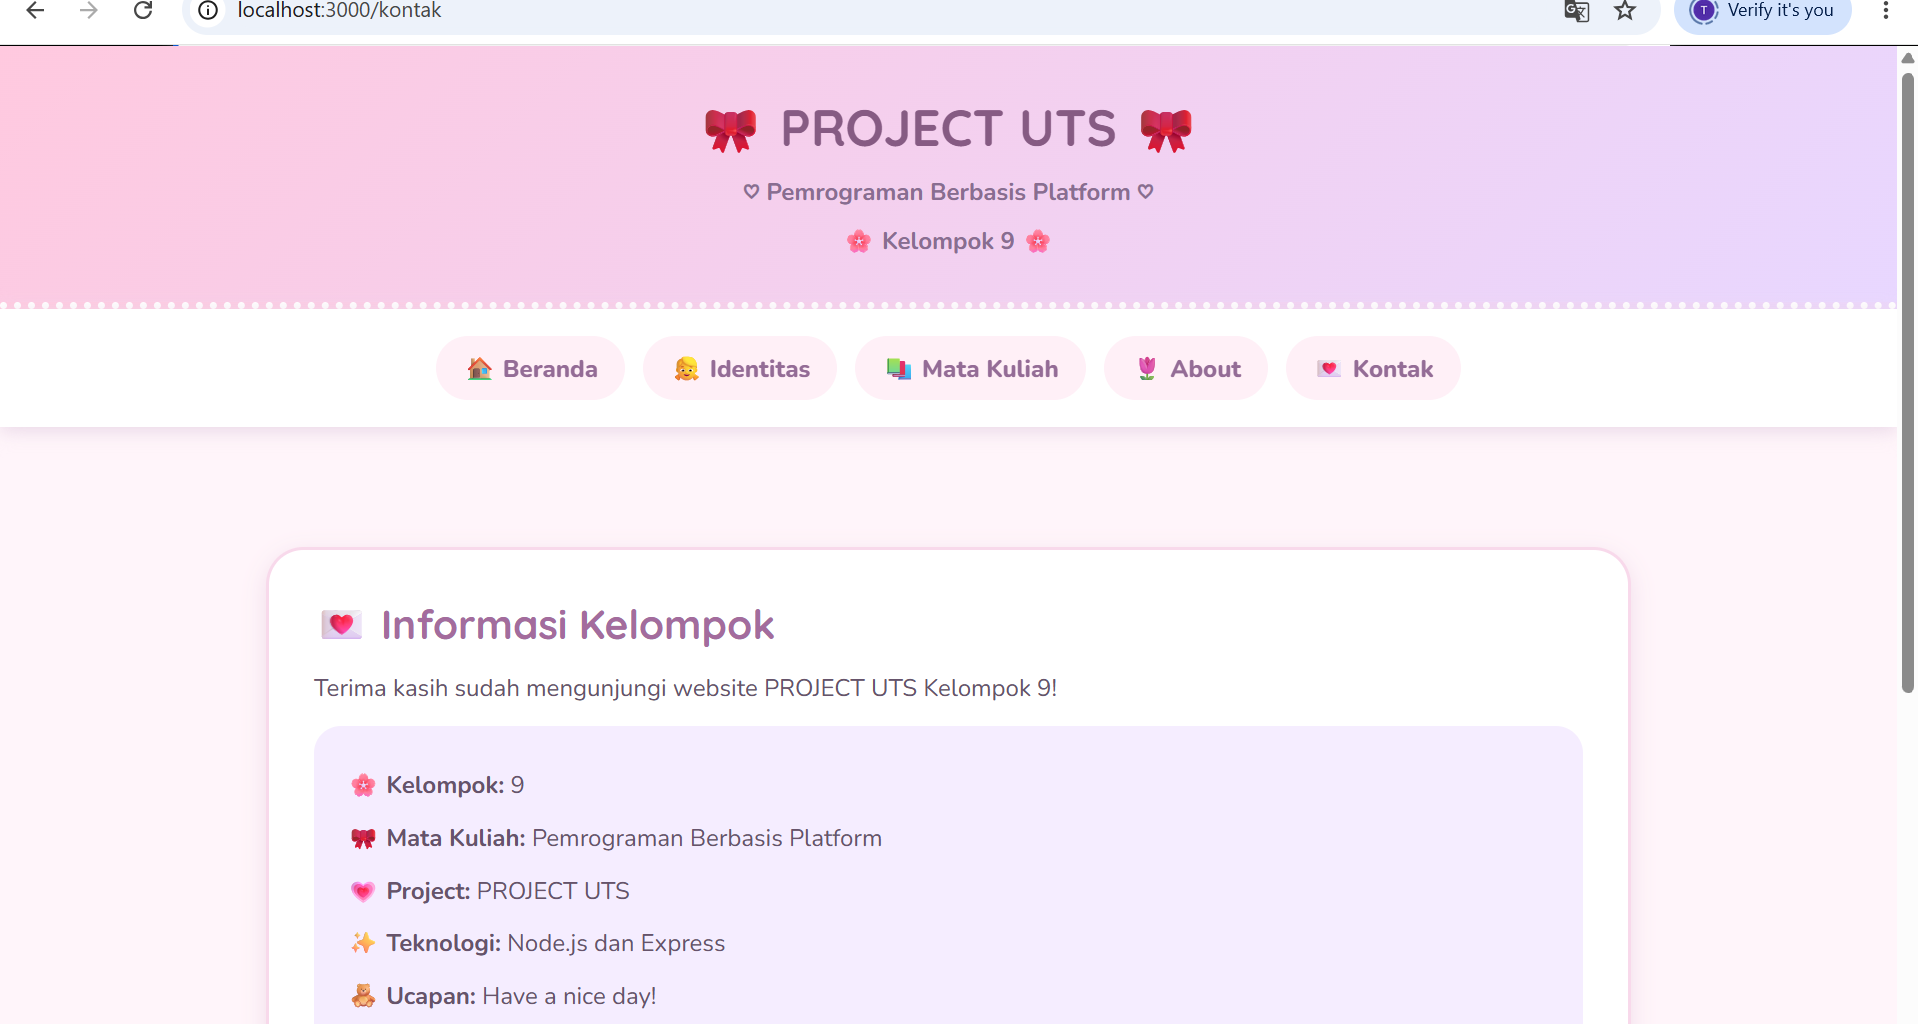 localhost:3000/kontak
T Verify it's you
PROJECT UTS
♡ Pemrograman Berbasis Platform ♡
Kelompok 9
Beranda Identitas Mata Kuliah About Kontak
Informasi Kelompok
Terima kasih sudah mengunjungi website PROJECT UTS Kelompok 9!
Kelompok: 9
Mata Kuliah: Pemrograman Berbasis Platform
Project: PROJECT UTS
Teknologi: Node.js dan Express
Ucapan: Have a nice day!